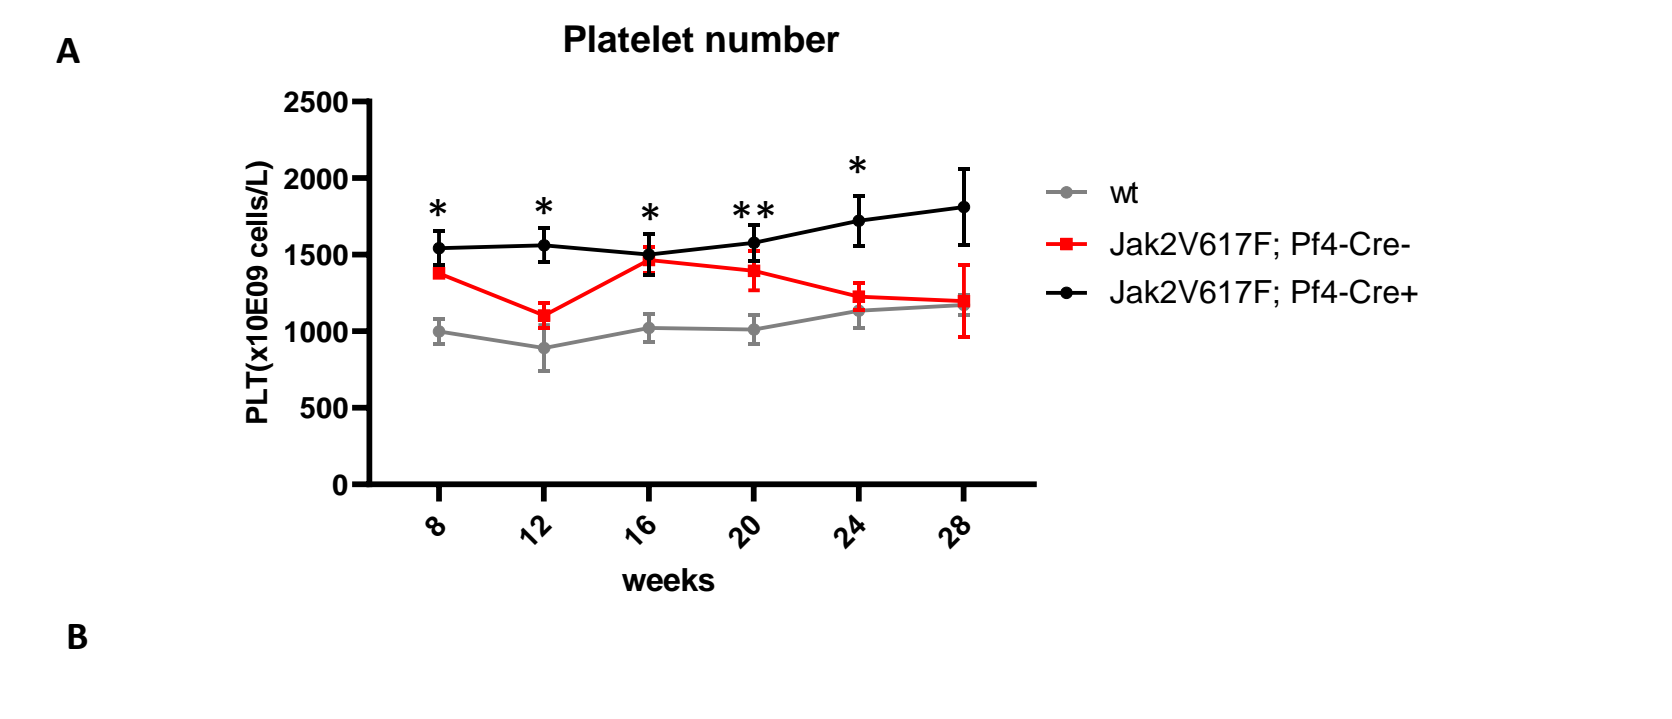 A
Platelet number
2500
2000
1500
1000
500
0
PLT(x10E09 cells/L)
*
*
*
**
*
8
12
16
20
24
28
weeks
wt
Jak2V617F; Pf4-Cre-
Jak2V617F; Pf4-Cre+
B